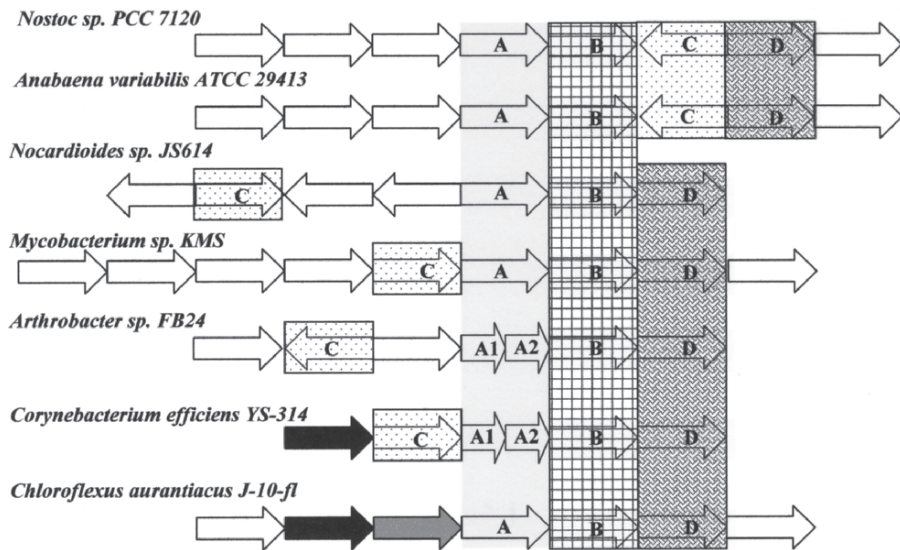 Nostoc sp. PCC 7120
A B C D
Anabaena variabilis ATCC 29413
A B C D
Nocardioides sp. JS614
C A B D
Mycobacterium sp. KMS
C A B D
Arthrobacter sp. FB24
C A1 A2 B D
Corynebacterium efficiens YS-314
C A1 A2 B D
Chloroflexus aurantiacus J-10-fl
A B D